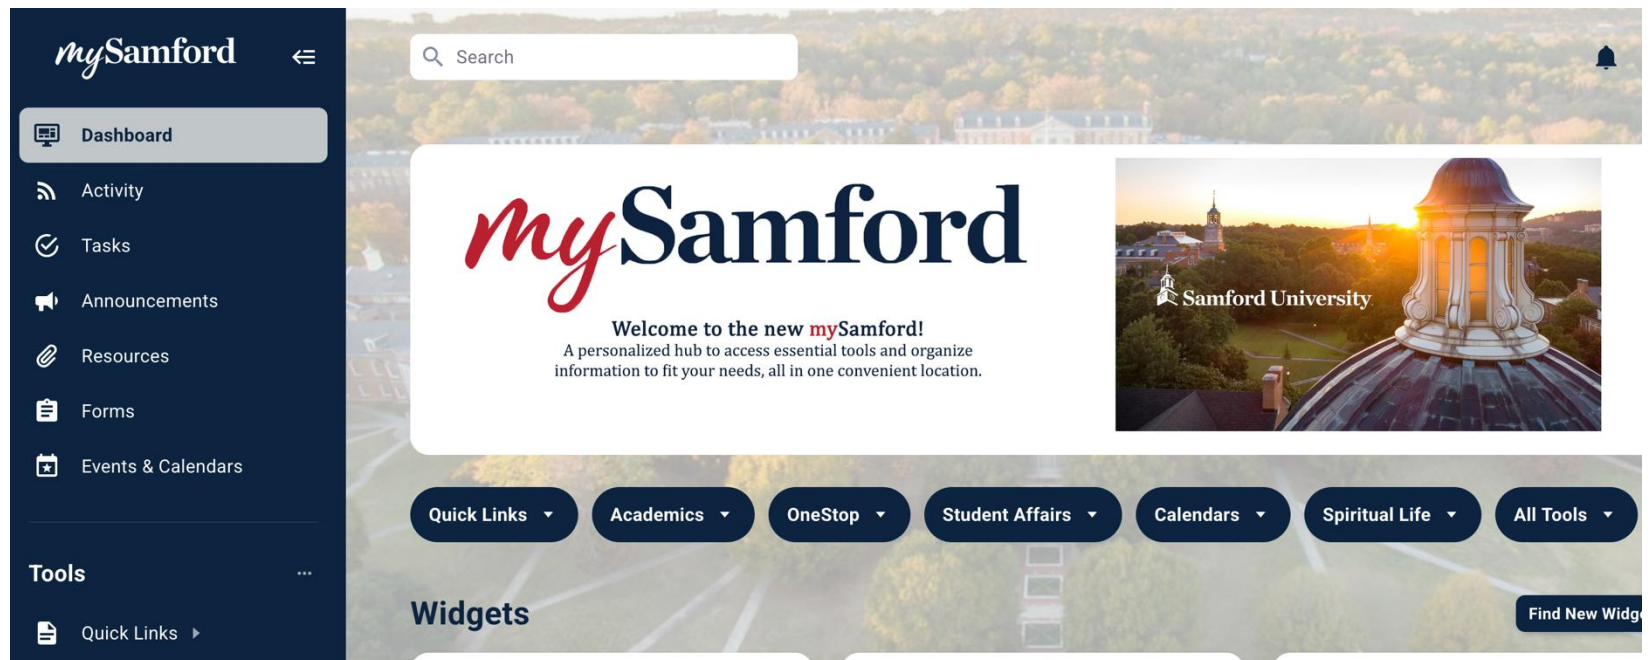 mySamford
Dashboard
Activity
Tasks
Announcements
Resources
Forms
Events & Calendars
Tools
Quick Links
Search
mySamford
Welcome to the new mySamford!
A personalized hub to access essential tools and organize
information to fit your needs, all in one convenient location.
Samford University
Quick Links
Academics
OneStop
Student Affairs
Calendars
Spiritual Life
All Tools
Widgets
Find New